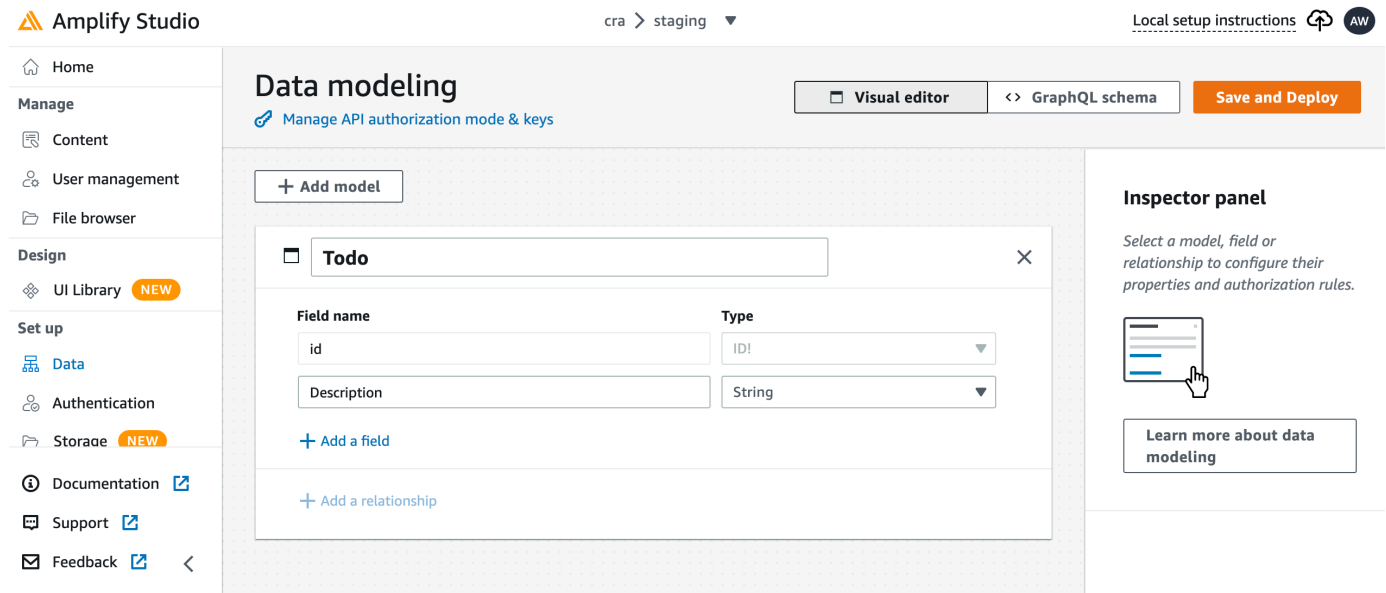 Amplify Studio
cra
staging
Local setup instructions
AW
Home
Manage
Content
User management
File browser
Design
UI Library NEW
Set up
Data
Authentication
Storage NEW
Documentation
Support
Feedback
Data modeling
Manage API authorization mode & keys
Visual editor
<> GraphQL schema
Save and Deploy
+ Add model
Todo
Field name Type
id ID!
Description String
+ Add a field
+ Add a relationship
Inspector panel
Select a model, field or
relationship to configure their
properties and authorization rules.
Learn more about data
modeling